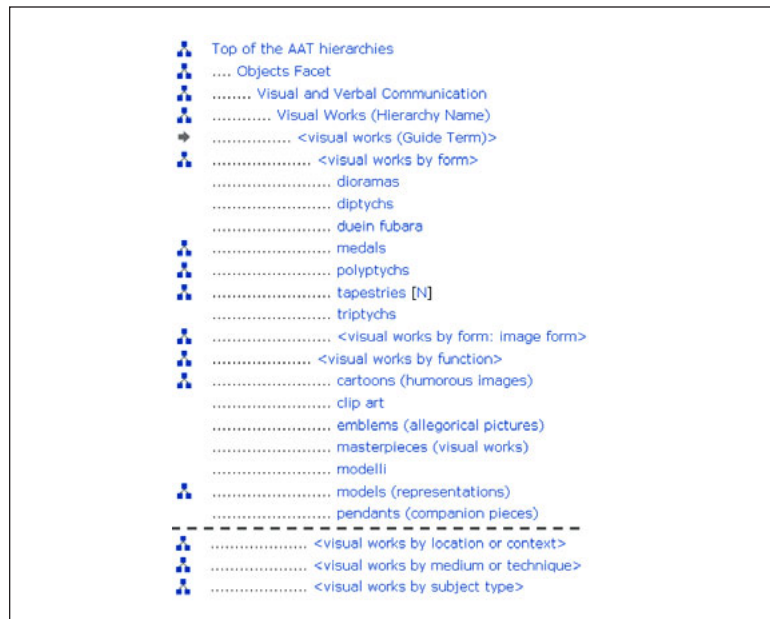 Top of the AAT hierarchies
.... Objects Facet
........ Visual and Verbal Communication
............ Visual Works (Hierarchy Name)
................ <visual works (Guide Term)>
.................... <visual works by form>
........................ dioramas
........................ diptychs
........................ duein fubara
........................ medals
........................ polyptychs
........................ tapestries [N]
........................ triptychs
........................ <visual works by form: image form>
.................... <visual works by function>
........................ cartoons (humorous images)
........................ clip art
........................ emblems (allegorical pictures)
........................ masterpieces (visual works)
........................ modelli
........................ models (representations)
........................ pendants (companion pieces)
.................... <visual works by location or context>
.................... <visual works by medium or technique>
.................... <visual works by subject type>